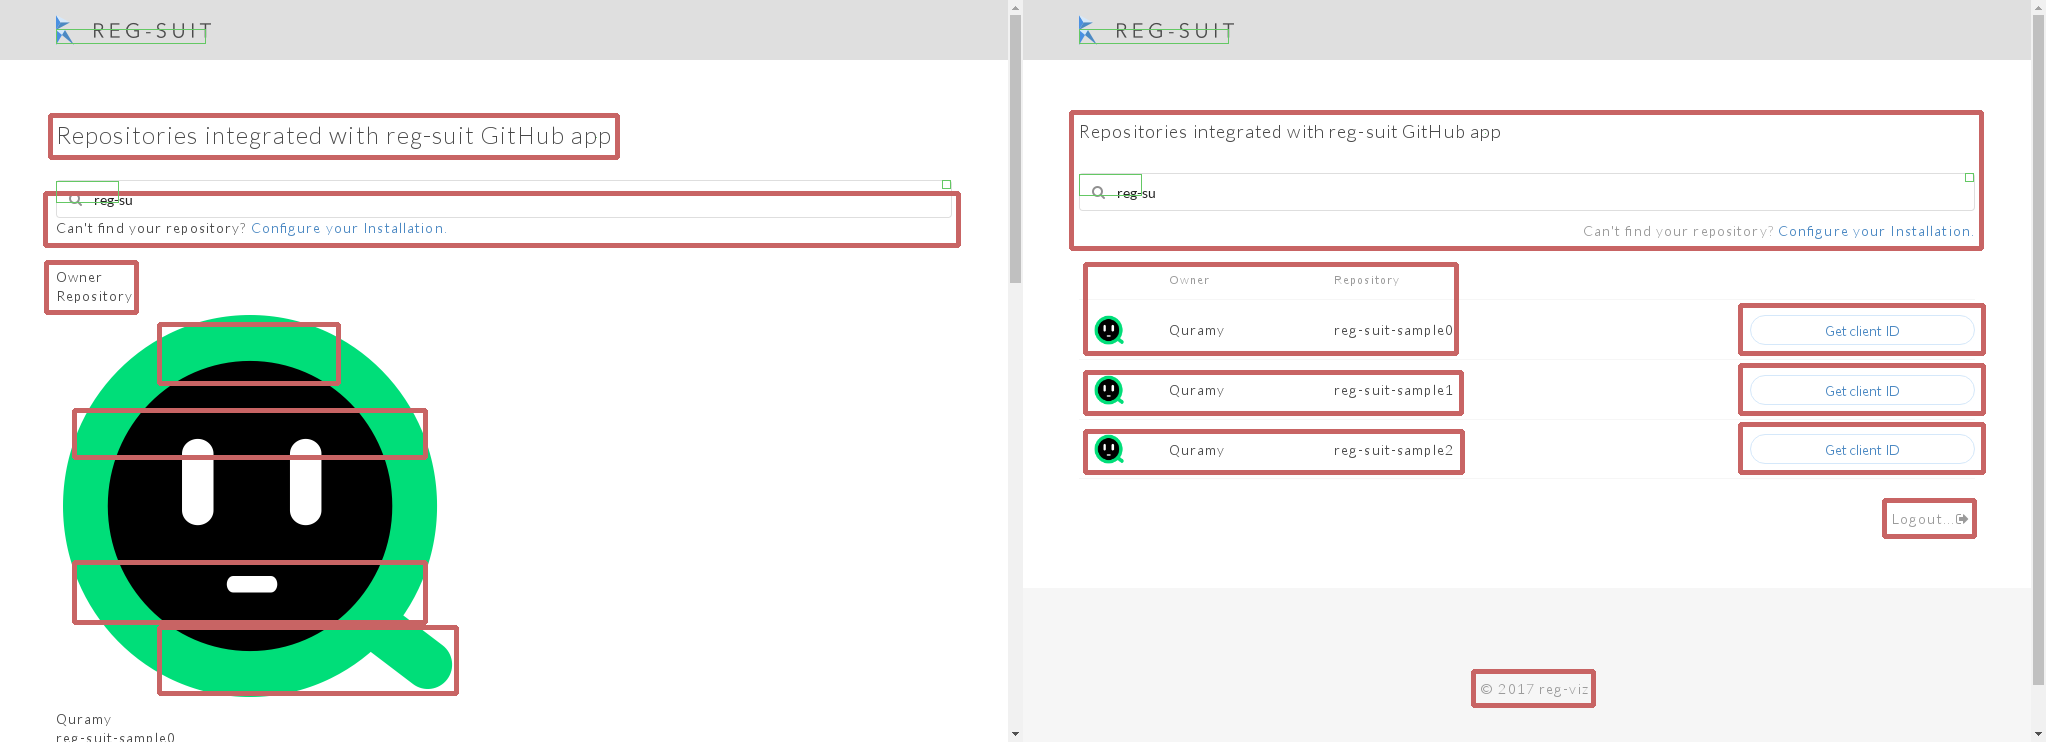 REG-SUIT
Repositories integrated with reg-suit GitHub app
reg-su
Can't find your repository? Configure your Installation.
Owner
Repository
Quramy
reg-suit-sample0
REG-SUIT
Repositories integrated with reg-suit GitHub app
reg-su
Can't find your repository? Configure your Installation.
Owner Repository
Quramy reg-suit-sample0 Get client ID
Quramy reg-suit-sample1 Get client ID
Quramy reg-suit-sample2 Get client ID
Logout...
© 2017 reg-viz